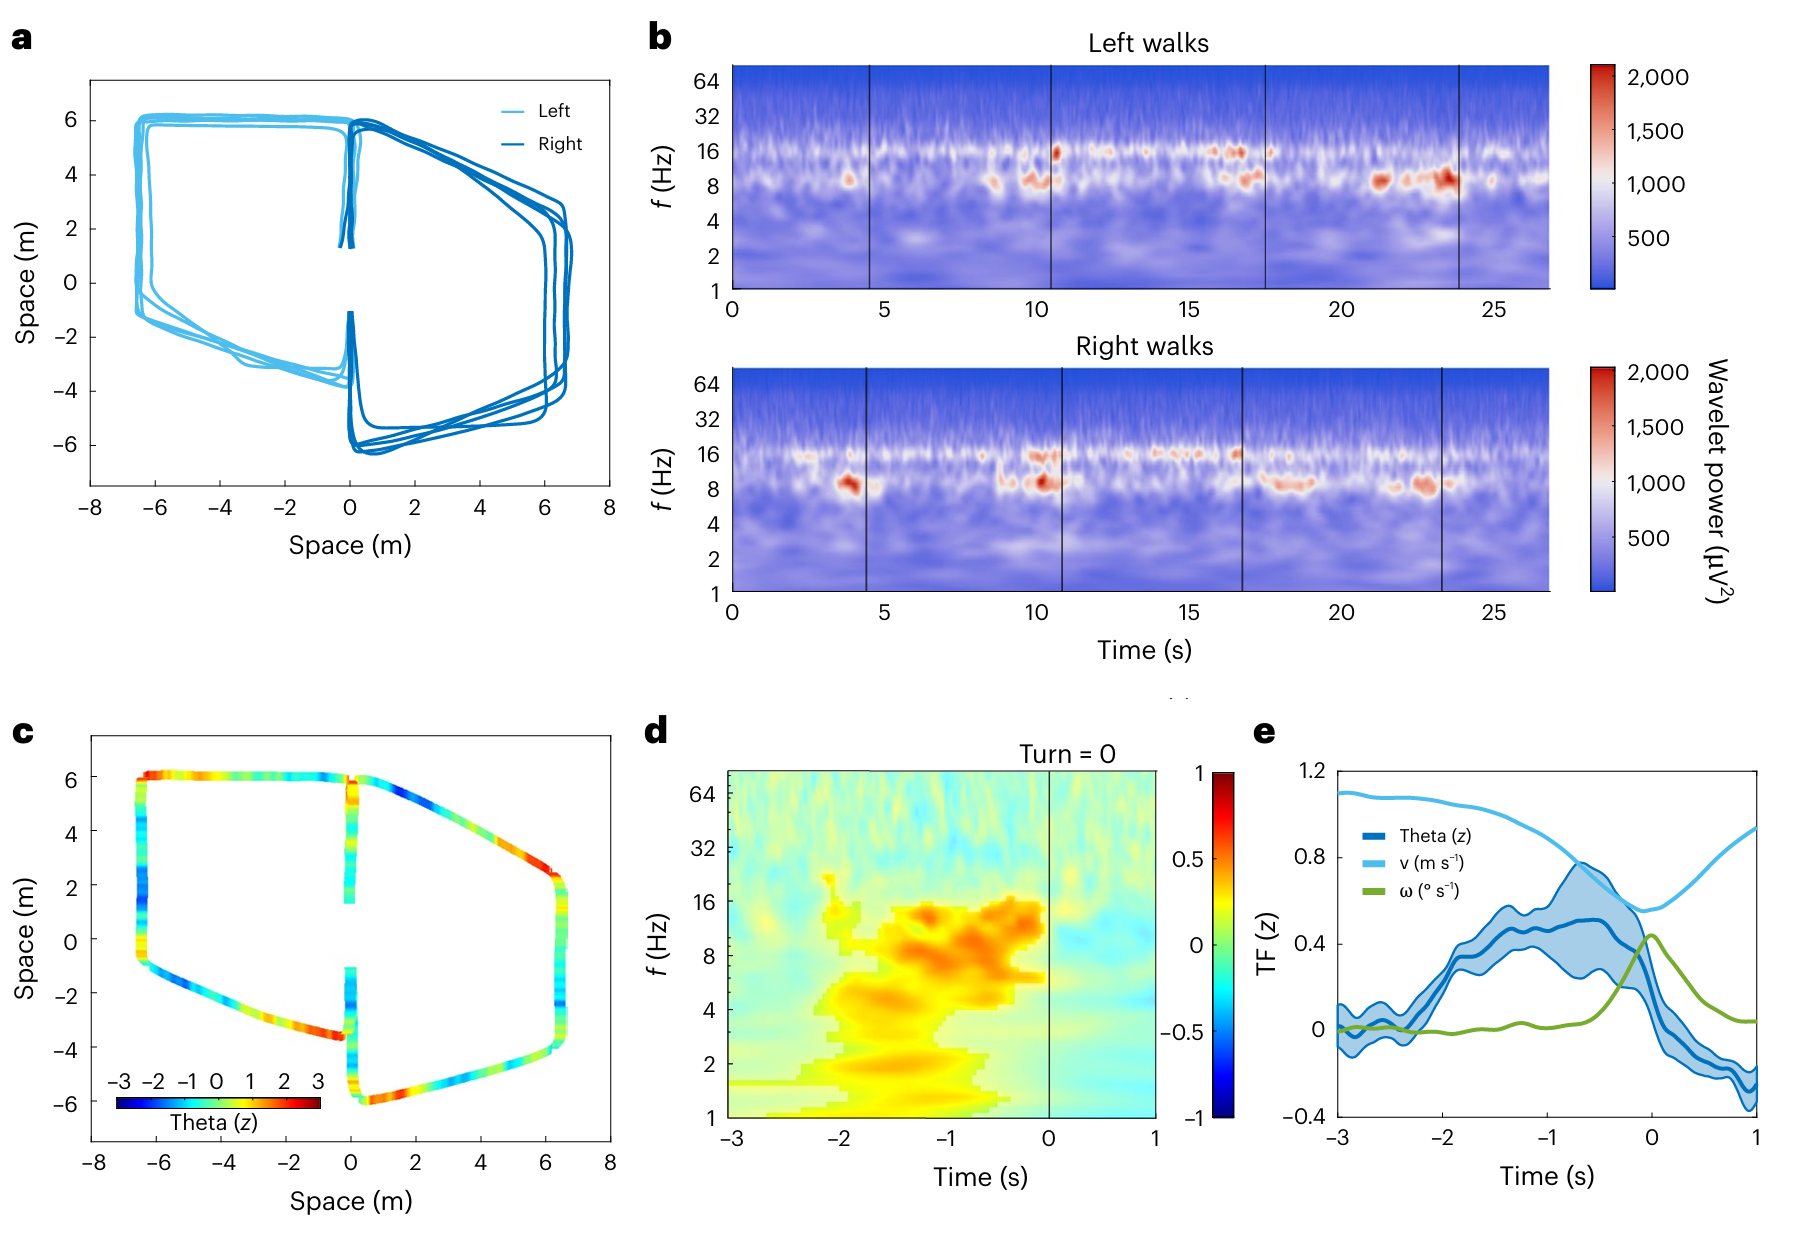 a
Left
Right
6
4
2
0
−2
−4
−6
−8 −6 −4 −2 0 2 4 6 8
Space (m)
Space (m)
b
Left walks
64
32
16
8
4
2
1
f (Hz)
0 5 10 15 20 25
2,000
1,500
1,000
500
Right walks
64
32
16
8
4
2
1
f (Hz)
0 5 10 15 20 25
Time (s)
2,000
1,500
1,000
500
Wavelet power (μV²)
c
6
4
2
0
−2
−4
−6
Space (m)
−3 −2 −1 0 1 2 3
Theta (z)
−8 −6 −4 −2 0 2 4 6 8
Space (m)
d
Turn = 0
64
32
16
8
4
2
1
f (Hz)
−3 −2 −1 0 1
Time (s)
1
0.5
0
−0.5
−1
e
1.2
0.8
0.4
0
−0.4
TF (z)
Theta (z)
v (m s⁻¹)
ω (° s⁻¹)
−3 −2 −1 0 1
Time (s)